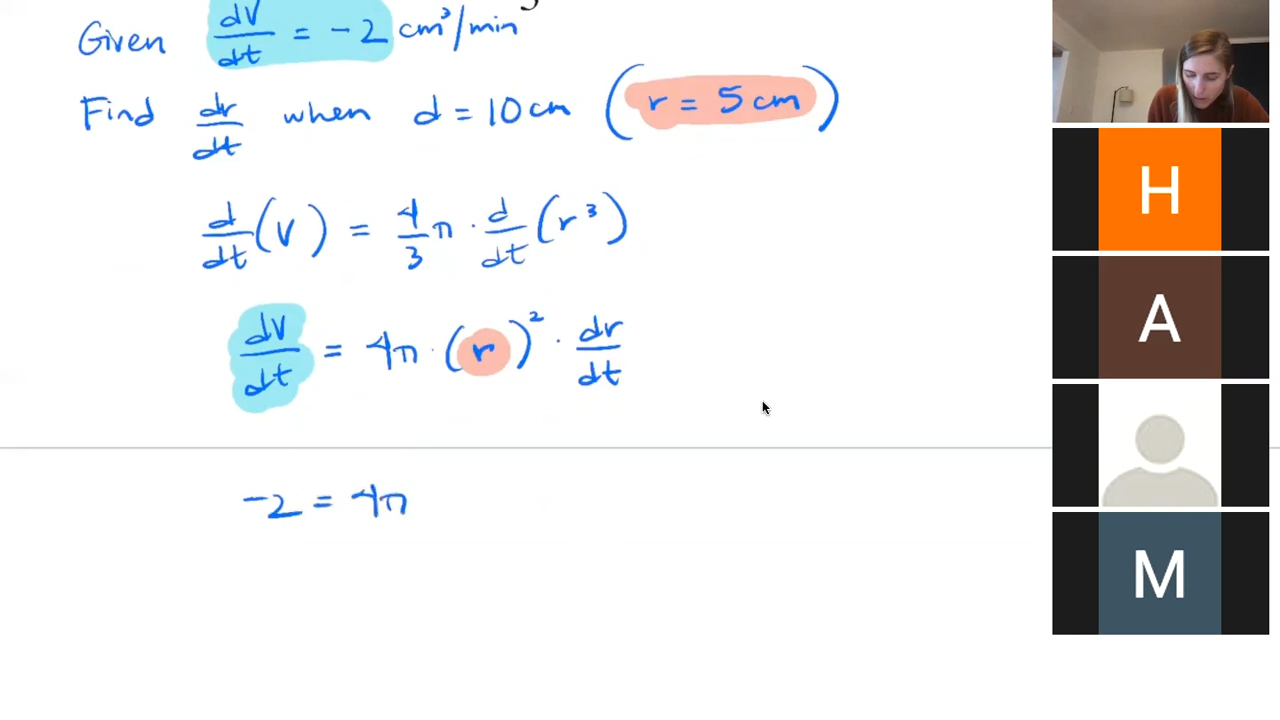 Given dV/dt = -2 cm³/min
Find dr/dt when d = 10 cm (r = 5 cm)
d/dt (V) = 4/3 π · d/dt (r³)
dV/dt = 4π · (r)² · dr/dt
-2 = 4π
H
A
M